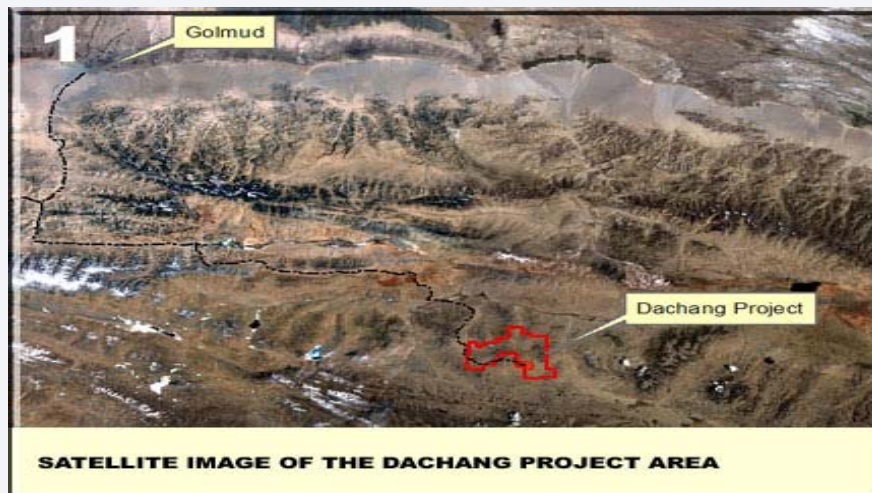 1
Golmud
Dachang Project
SATELLITE IMAGE OF THE DACHANG PROJECT AREA